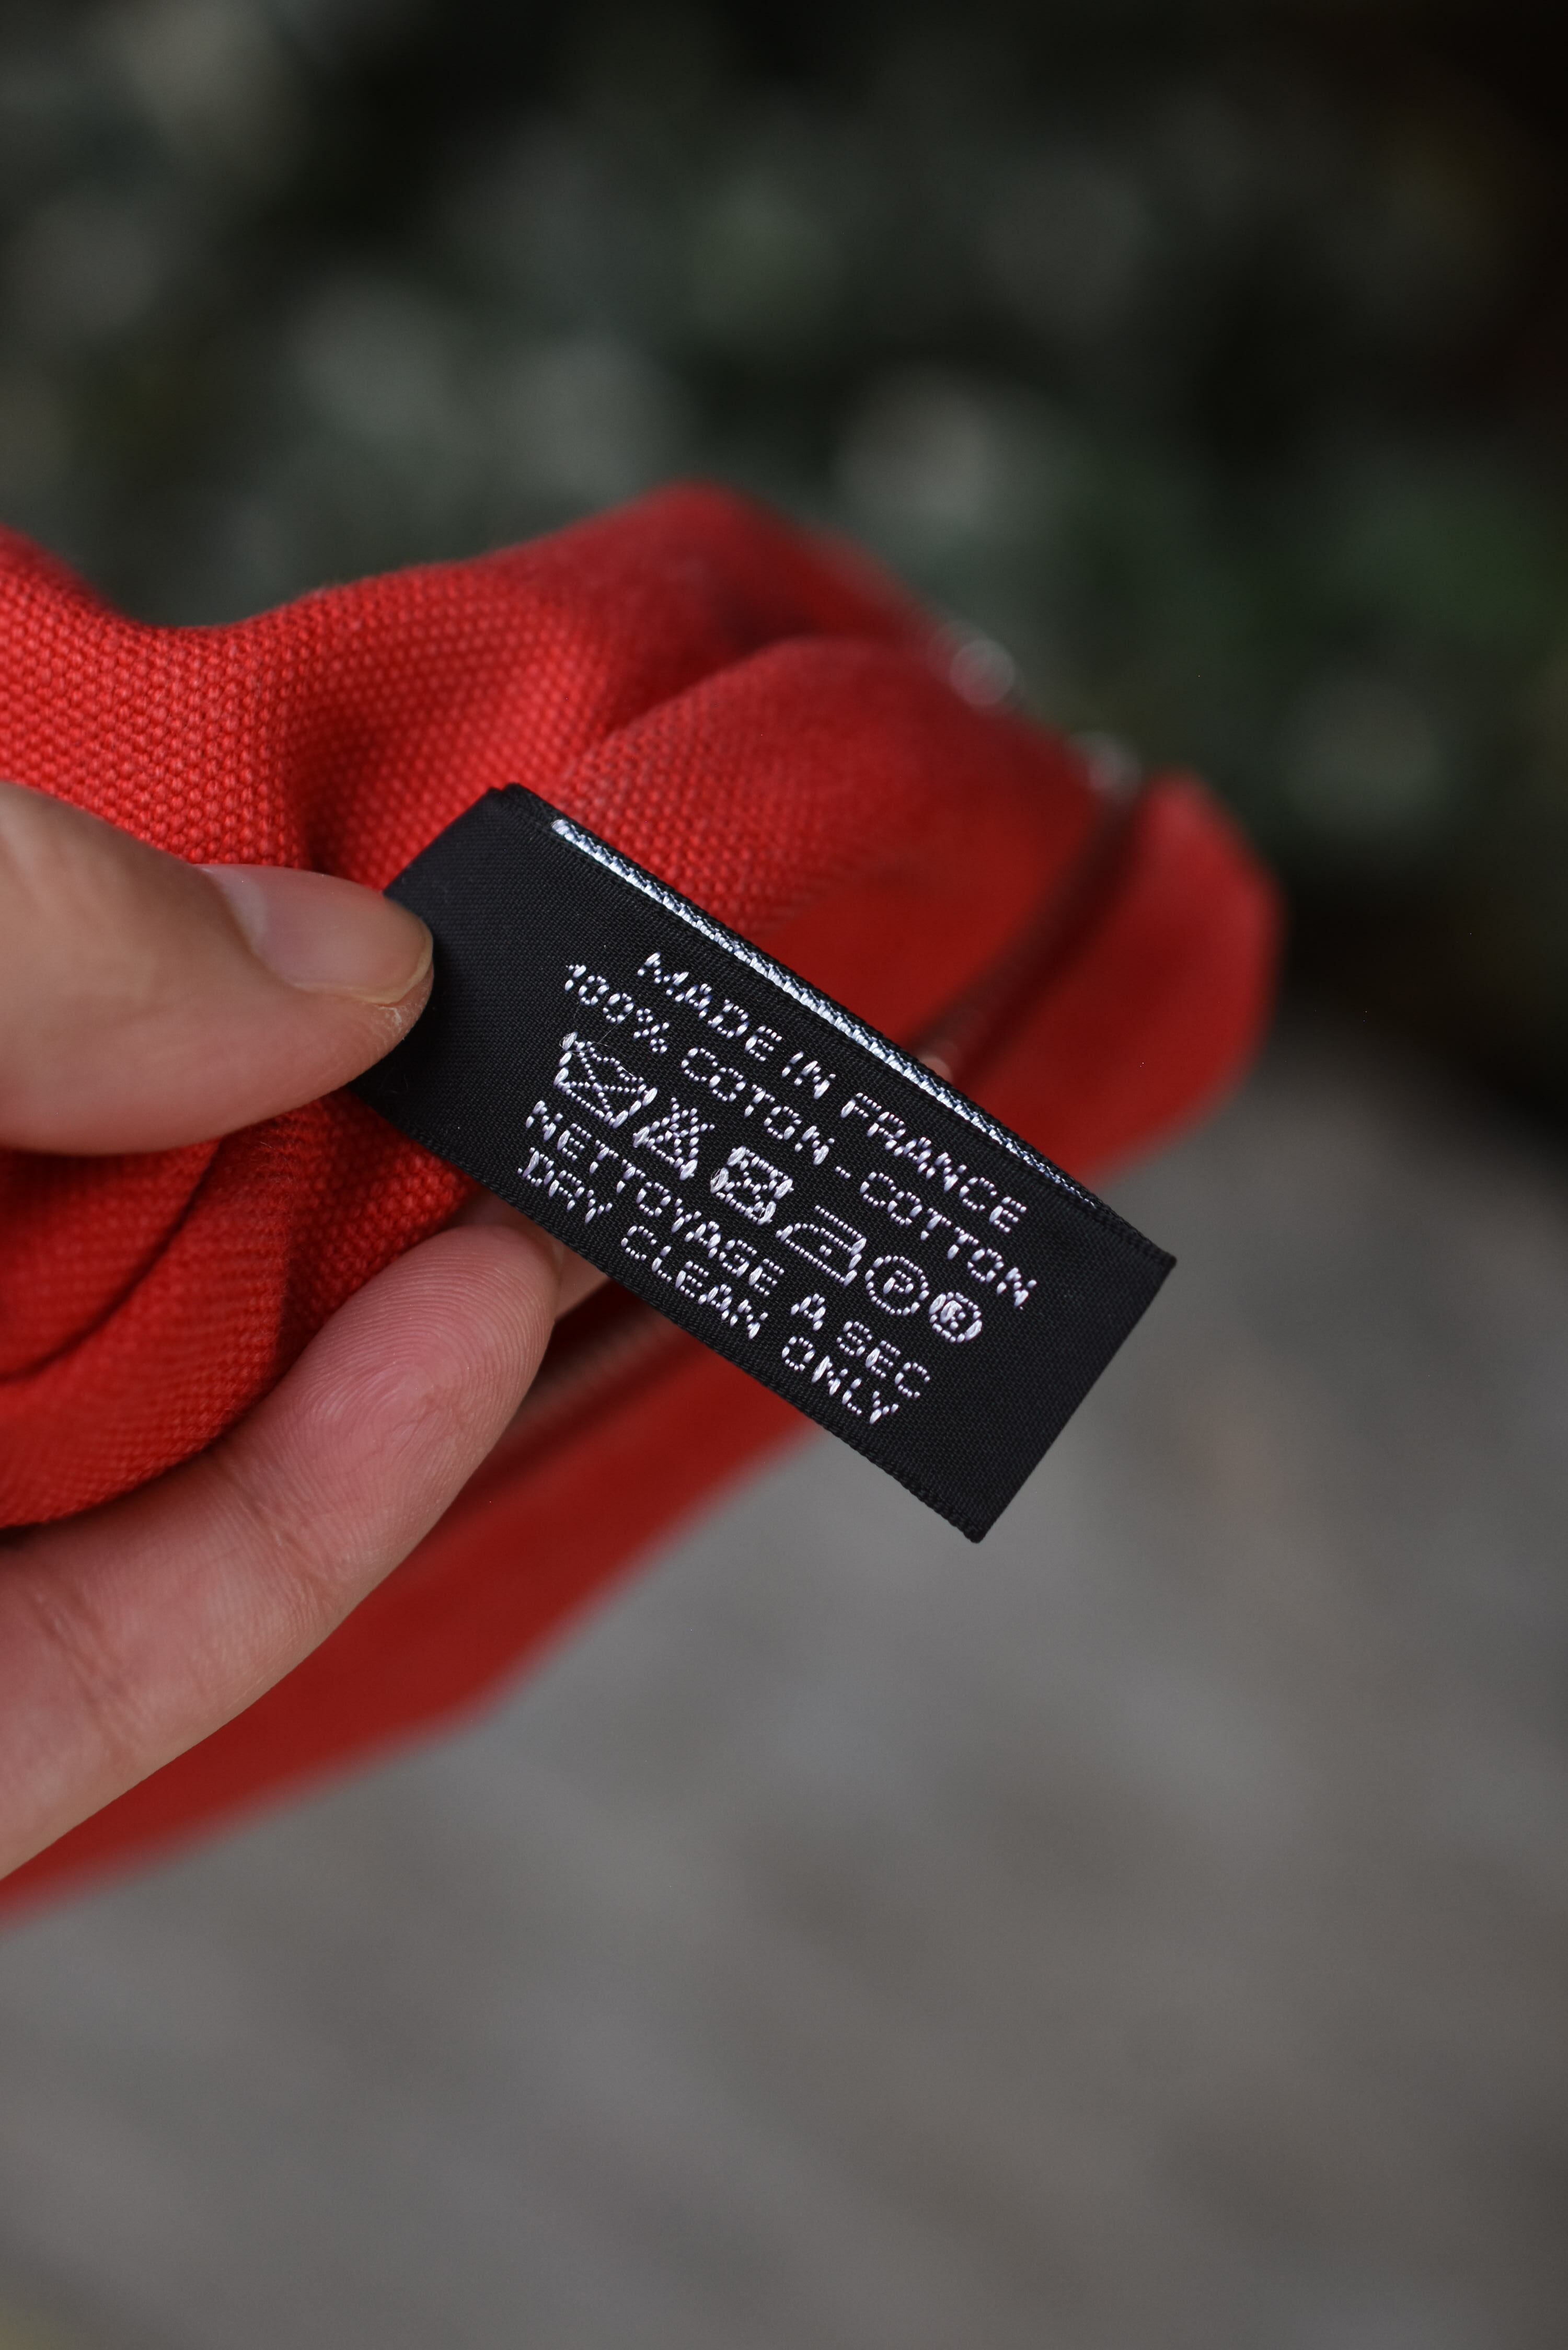 MADE IN FRANCE
100% COTON - COTTON
P
NETTOYAGE A SEC
DRY CLEAN ONLY